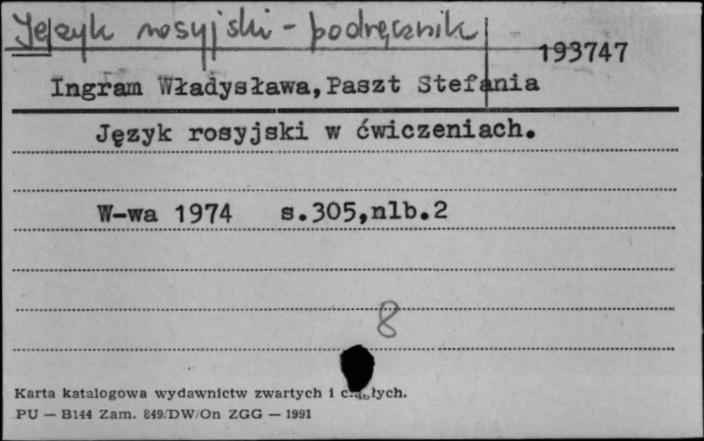 Język rosyjski - podręcznik
193747
Ingram Władysława, Paszt Stefania
Język rosyjski w ćwiczeniach.
W-wa 1974 s.305,nlb.2
8
Karta katalogowa wydawnictw zwartych i ciągłych.
PU — B144 Zam. 849/DW/On ZGG — 1991